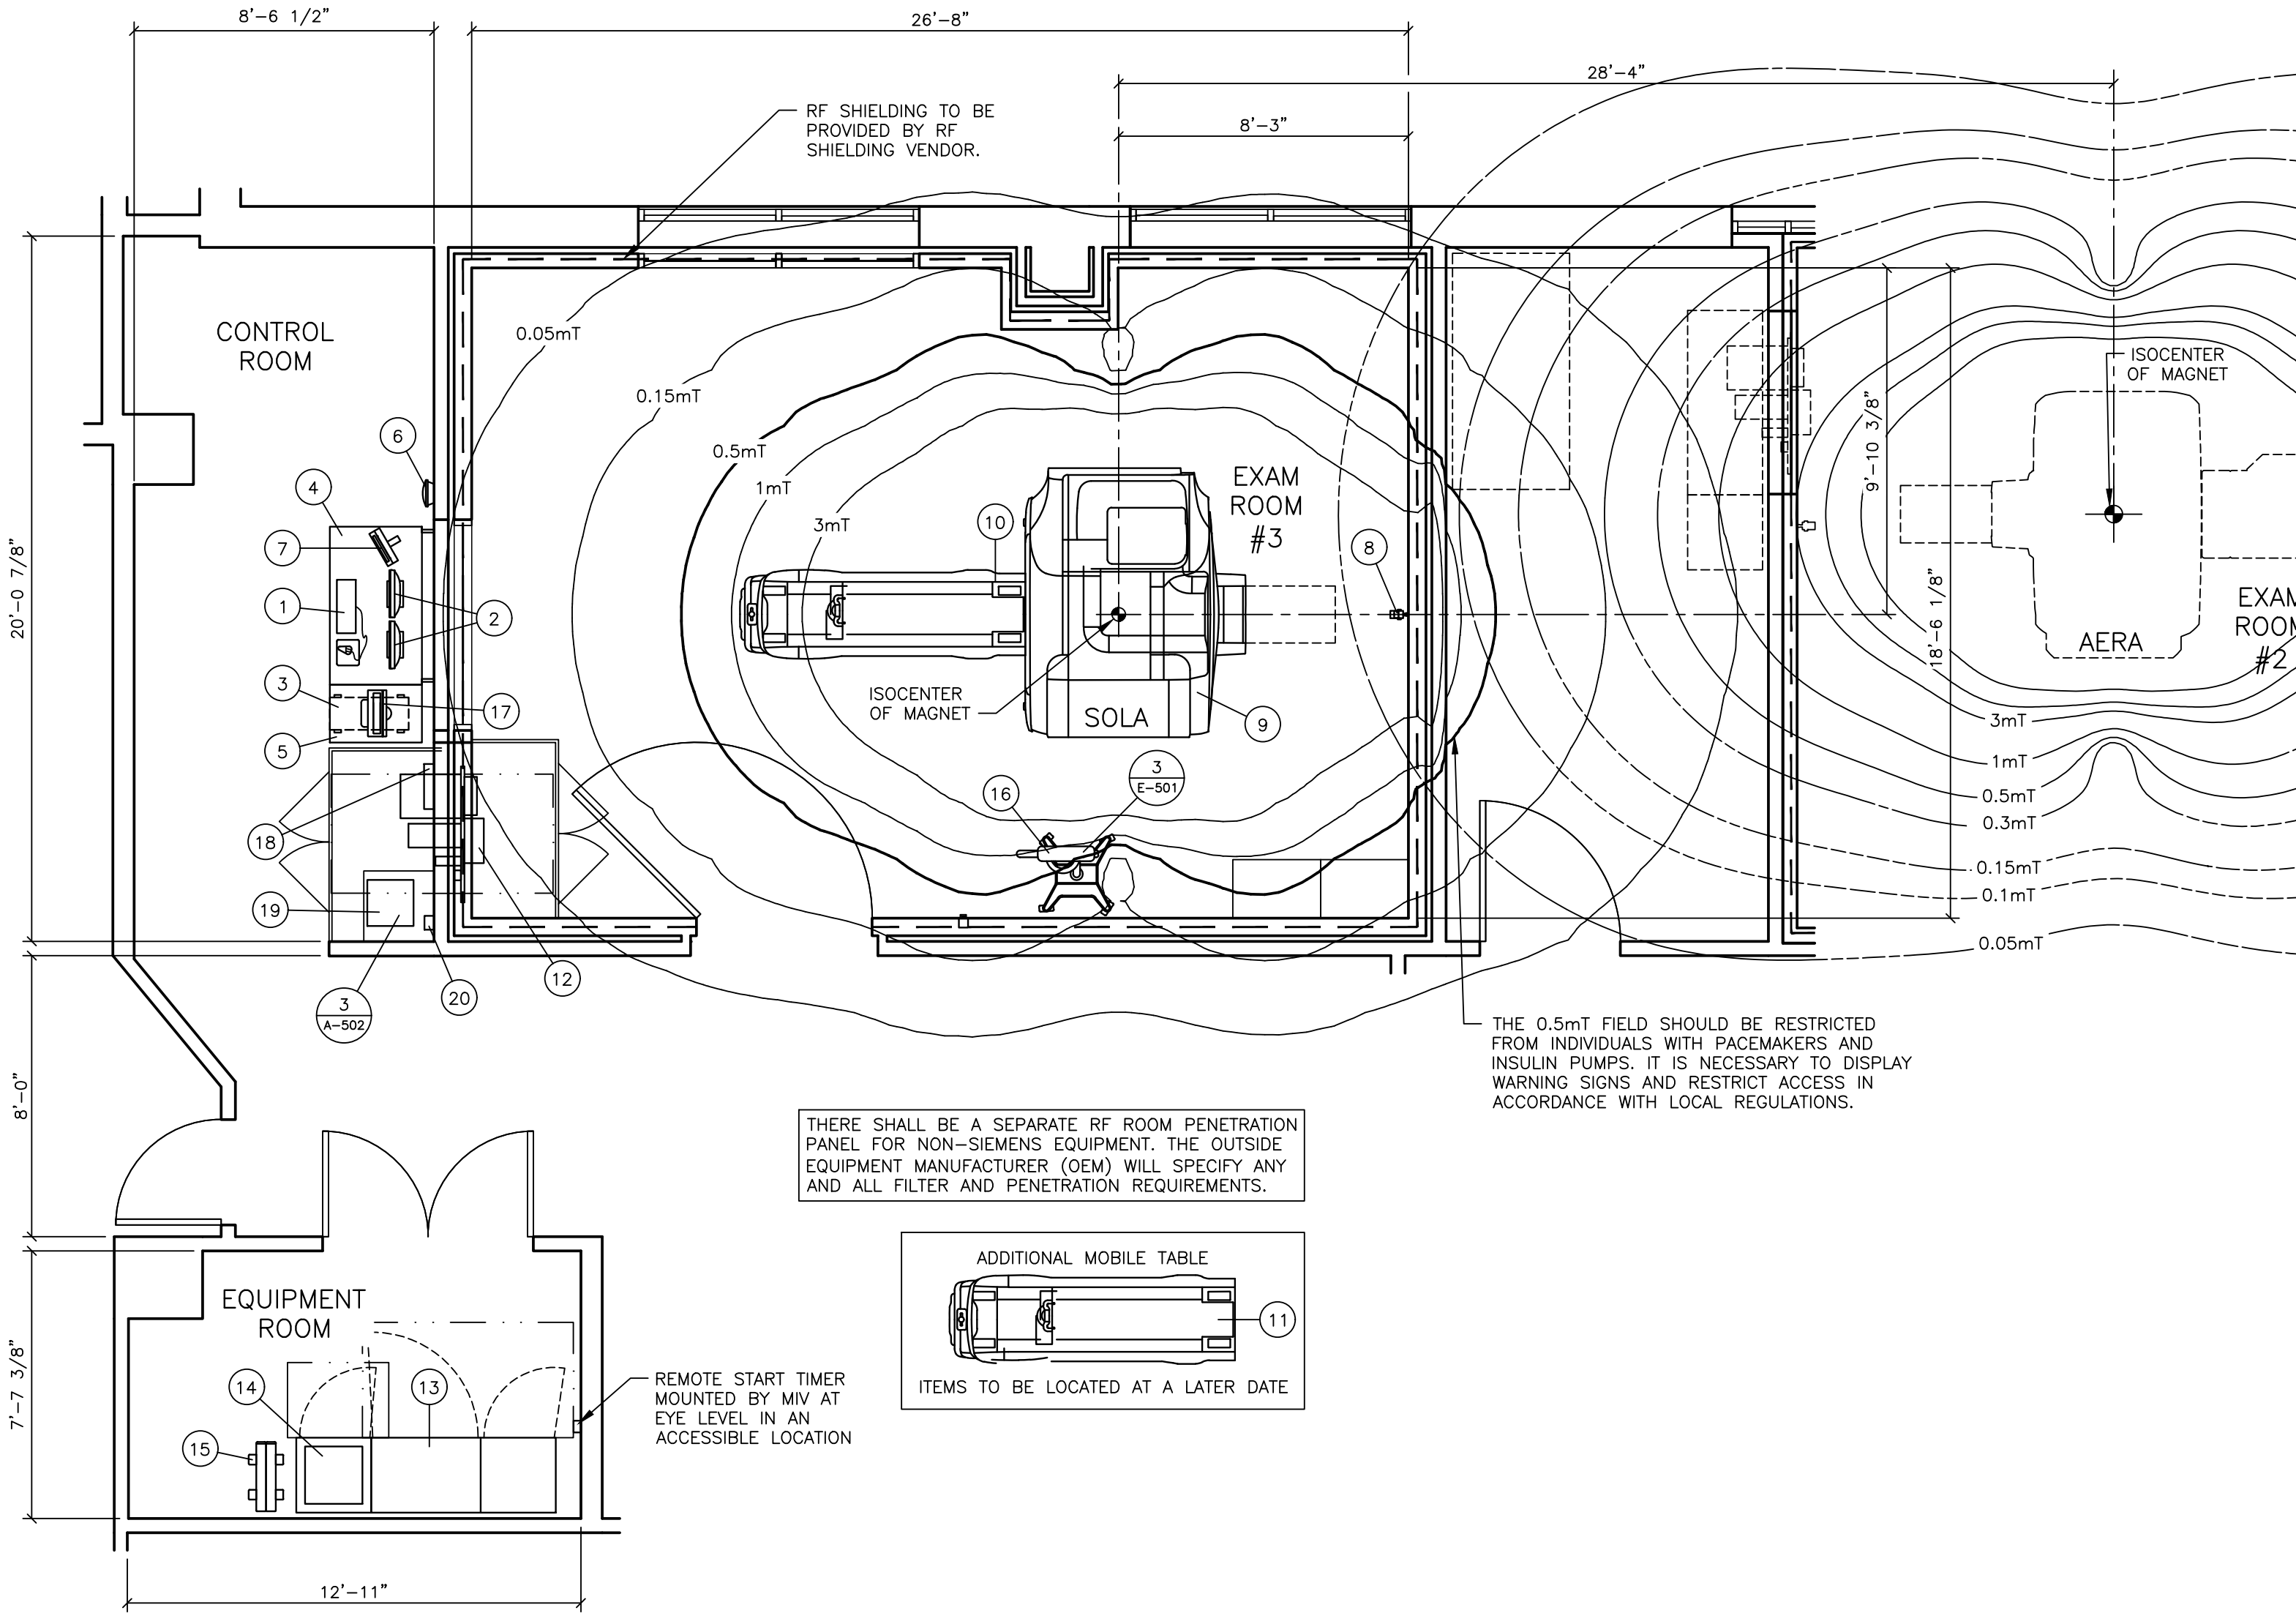 8'-6 1/2"
26'-8"
28'-4"
8'-3"
RF SHIELDING TO BE
PROVIDED BY RF
SHIELDING VENDOR.
CONTROL
ROOM
0.05mT
0.15mT
0.5mT
1mT
3mT
EXAM
ROOM
#3
ISOCENTER
OF MAGNET
9'-10 3/8"
18'-6 1/8"
20'-0 7/8"
6
4
7
1
2
3
17
5
10
8
ISOCENTER
OF MAGNET
SOLA
9
AERA
EXAM
ROOM
#2
3mT
1mT
0.5mT
0.3mT
0.15mT
0.1mT
0.05mT
3
E-501
16
18
19
12
20
3
A-502
8'-0"
THE 0.5mT FIELD SHOULD BE RESTRICTED
FROM INDIVIDUALS WITH PACEMAKERS AND
INSULIN PUMPS. IT IS NECESSARY TO DISPLAY
WARNING SIGNS AND RESTRICT ACCESS IN
ACCORDANCE WITH LOCAL REGULATIONS.
THERE SHALL BE A SEPARATE RF ROOM PENETRATION
PANEL FOR NON-SIEMENS EQUIPMENT. THE OUTSIDE
EQUIPMENT MANUFACTURER (OEM) WILL SPECIFY ANY
AND ALL FILTER AND PENETRATION REQUIREMENTS.
ADDITIONAL MOBILE TABLE
11
ITEMS TO BE LOCATED AT A LATER DATE
EQUIPMENT
ROOM
7'-7 3/8"
14
13
15
REMOTE START TIMER
MOUNTED BY MIV AT
EYE LEVEL IN AN
ACCESSIBLE LOCATION
12'-11"